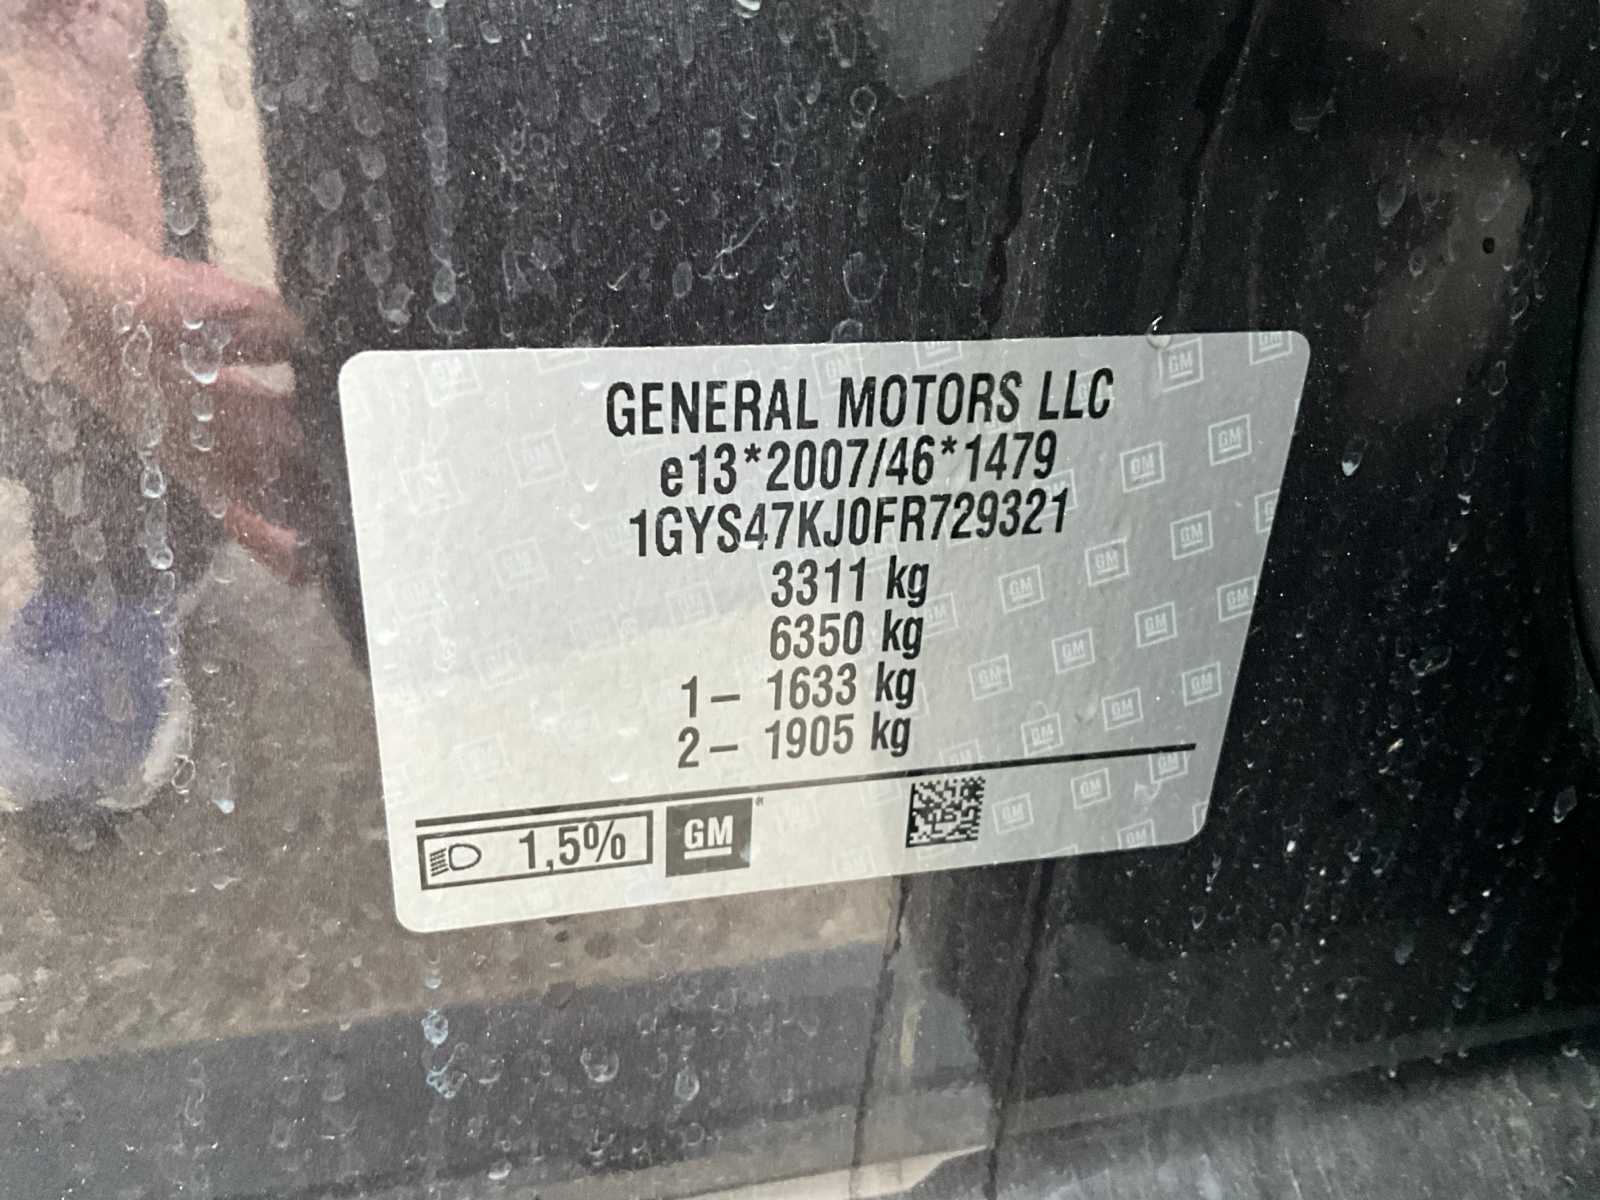 GENERAL MOTORS LLC
e13*2007/46*1479
1GYS47KJ0FR729321
3311 kg
6350 kg
1– 1633 kg
2– 1905 kg
1,5% GM